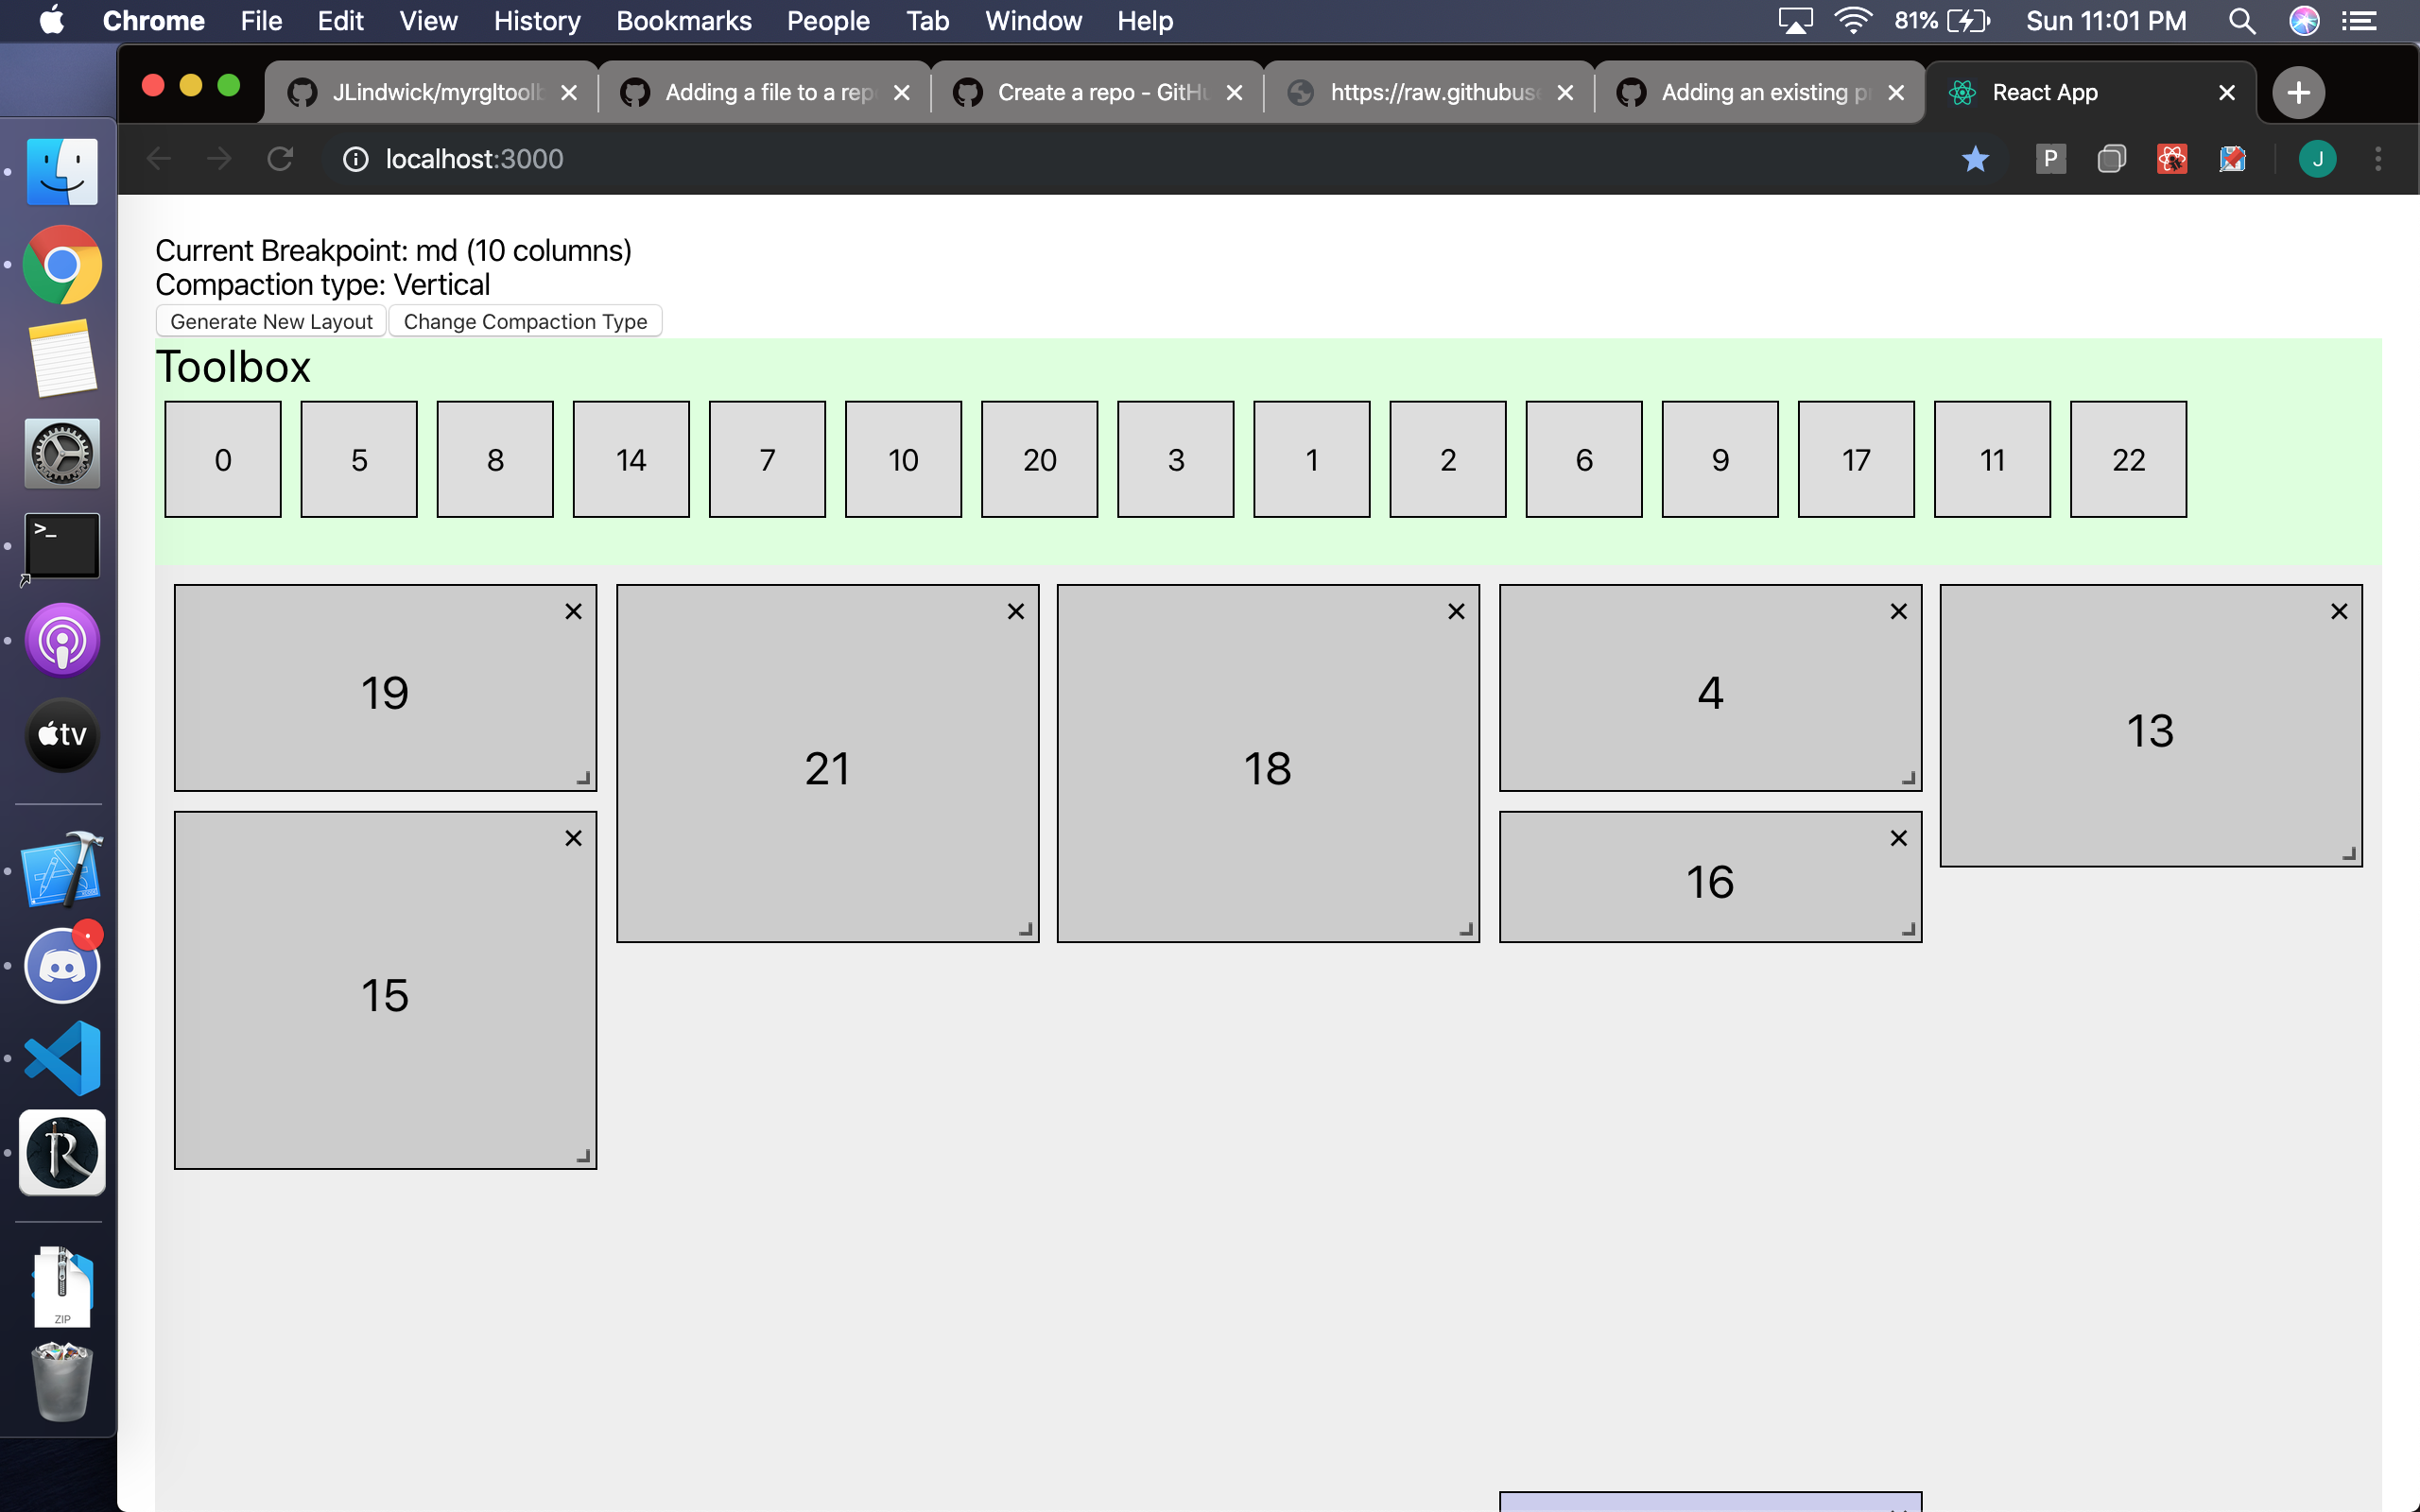 Chrome File Edit View History Bookmarks People Tab Window Help 81% Sun 11:01 PM
JLindwick/myrgltoolb Adding a file to a rep Create a repo - GitHu https://raw.githubuse Adding an existing pr React App
localhost:3000 P J
Current Breakpoint: md (10 columns)
Compaction type: Vertical
Generate New Layout Change Compaction Type
Toolbox
0 5 8 14 7 10 20 3 1 2 6 9 17 11 22
19 21 18 4 13
15 16
tv
ZIP